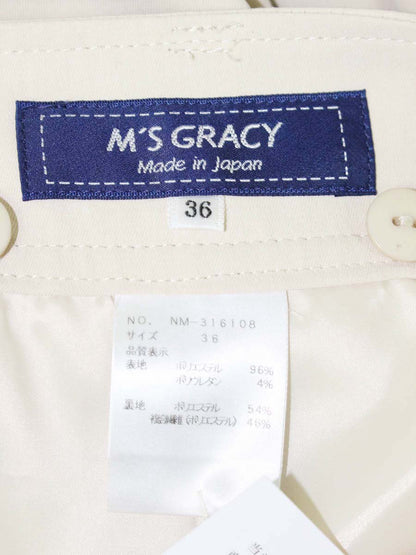 M'S GRACY
Made in Japan
36
NO. NM-316108
サイズ 36
品質表示
表地 ポリエステル 96%
ポリウレタン 4%
裏地 ポリエステル 54%
複合繊維(ポリエステル) 46%
当